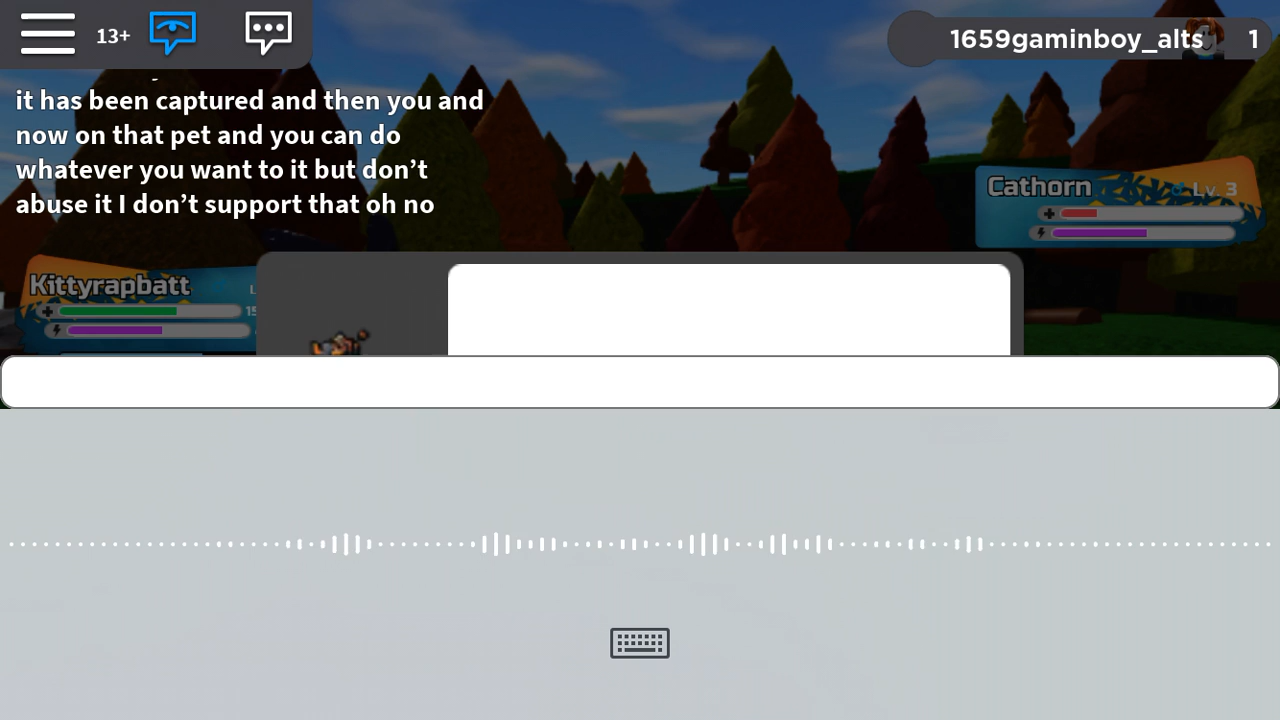 13+
1659gaminboy_alts 1
it has been captured and then you and
now on that pet and you can do
whatever you want to it but don’t
abuse it I don’t support that oh no
Cathorn Lv. 3
Kittyrapbatt